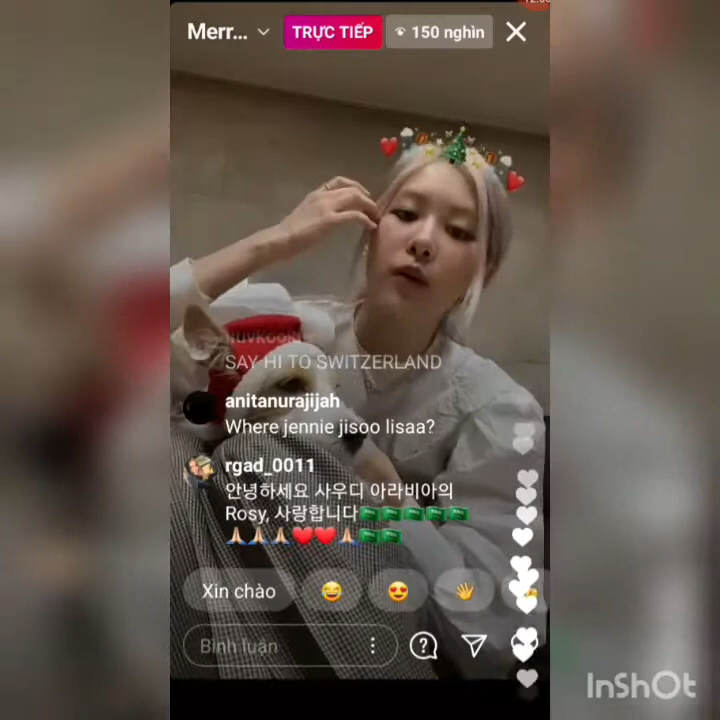 Merr...
TRỰC TIẾP
150 nghìn
SAY HI TO SWITZERLAND
anitanurajijah
Where jennie jisoo lisaa?
rgad_0011
안녕하세요 사우디 아라비아의
Rosy, 사랑합니다🇸🇦🇸🇦🇸🇦🇸🇦🇸🇦
🙏🏼🙏🏼🙏🏼❤️❤️🙏🏼🇸🇦🇸🇦
Xin chào
Bình luận
InShOt